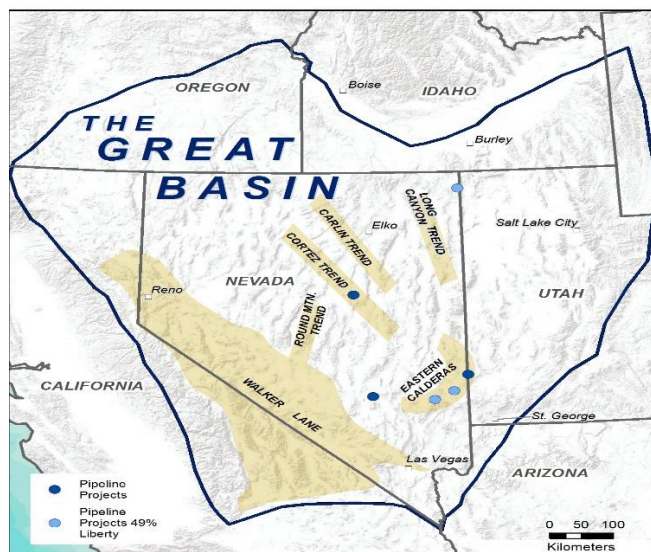 OREGON
IDAHO
Boise
Burley
THE
GREAT
BASIN
LONG
CANYON TREND
CARLIN TREND
Elko
Salt Lake City
CORTEZ TREND
NEVADA
Reno
ROUND MTN.
TREND
UTAH
CALIFORNIA
WALKER LANE
EASTERN
CALDERAS
St. George
Las Vegas
ARIZONA
Pipeline
Projects
Pipeline
Projects 49%
Liberty
0 50 100
Kilometers